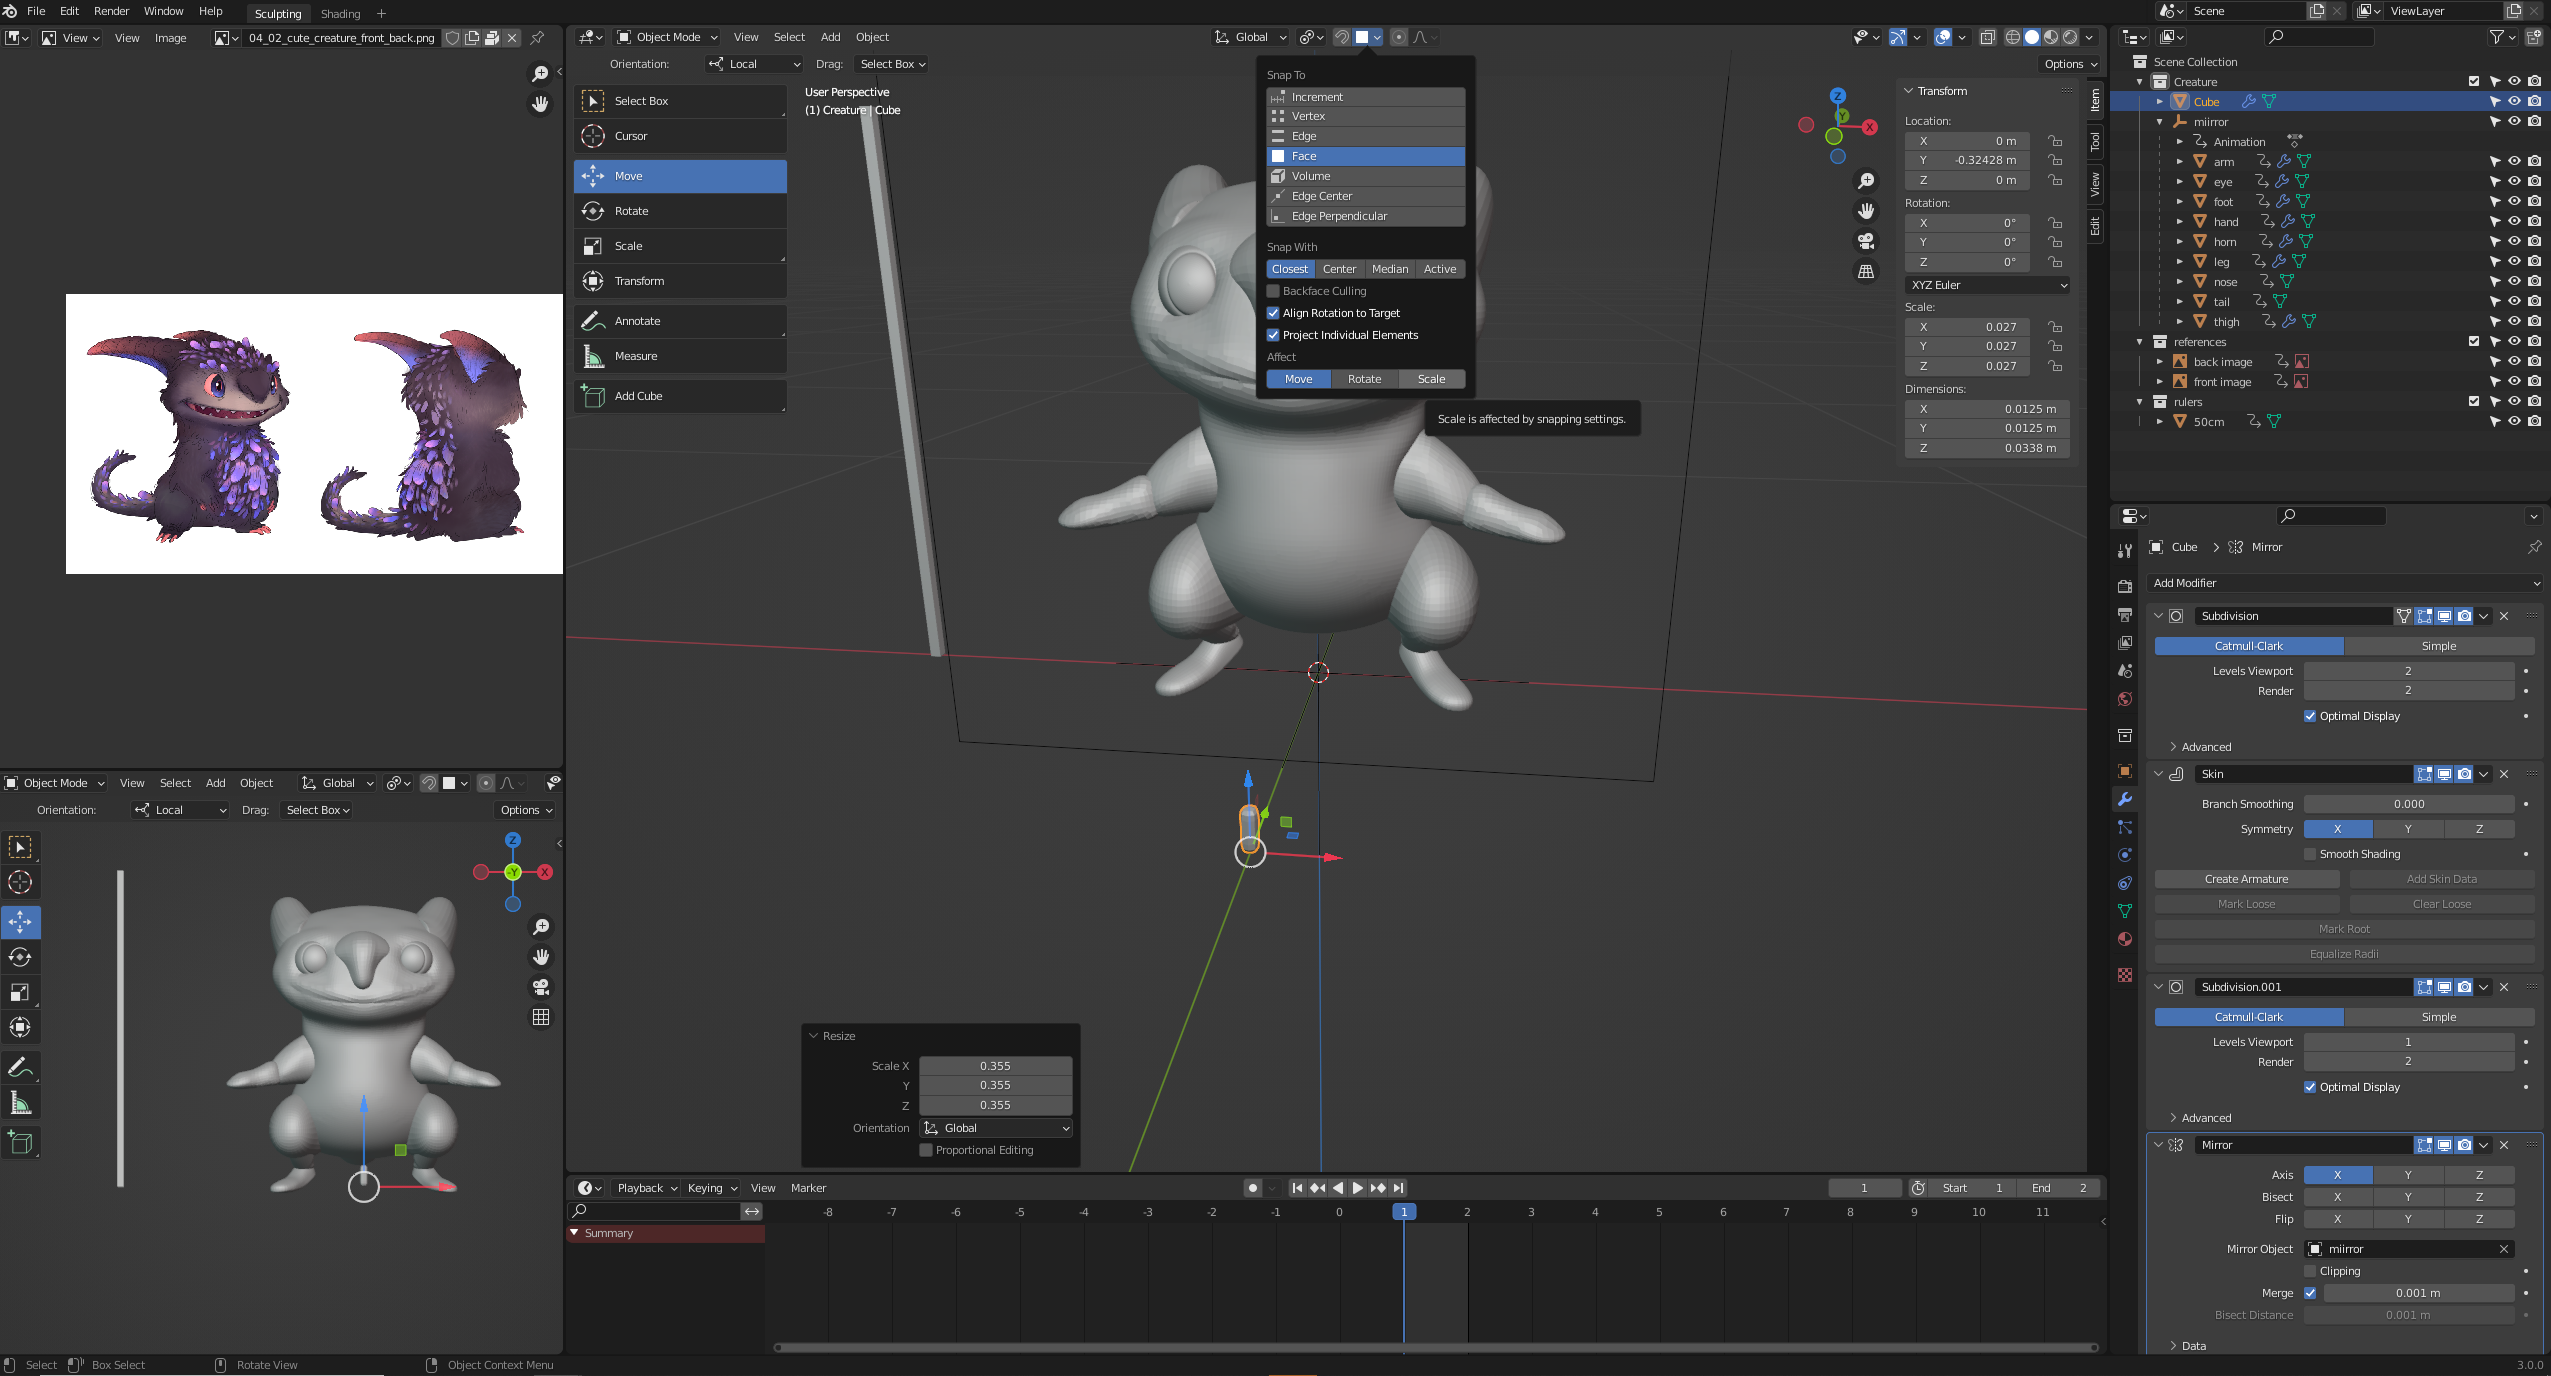 File Edit Render Window Help Sculpting Shading + Scene ViewLayer
View View Image 04_02_cute_creature_front_back.png
Object Mode View Select Add Object Global
Orientation: Local Drag: Select Box Options
Select Box
Cursor
Move
Rotate
Scale
Transform
Annotate
Measure
Add Cube
User Perspective
(1) Creature | Cube
Snap To
Increment
Vertex
Edge
Face
Volume
Edge Center
Edge Perpendicular
Snap With
Closest Center Median Active
Backface Culling
Align Rotation to Target
Project Individual Elements
Affect
Move Rotate Scale
Scale is affected by snapping settings.
Z
Y
X
Transform
Location:
X 0 m
Y -0.32428 m
Z 0 m
Rotation:
X 0°
Y 0°
Z 0°
XYZ Euler
Scale:
X 0.027
Y 0.027
Z 0.027
Dimensions:
X 0.0125 m
Y 0.0125 m
Z 0.0338 m
Item
Tool
View
Edit
Resize
Scale X 0.355
Y 0.355
Z 0.355
Orientation Global
Proportional Editing
Object Mode View Select Add Object Global
Orientation: Local Drag: Select Box Options
Z
-Y
X
Playback Keying View Marker 1 Start 1 End 2
-8 -7 -6 -5 -4 -3 -2 -1 0 1 2 3 4 5 6 7 8 9 10 11
Summary
Scene Collection
Creature
Cube
miirror
Animation
arm
eye
foot
hand
horn
leg
nose
tail
thigh
references
back image
front image
rulers
50cm
Cube > Mirror
Add Modifier
Subdivision
Catmull-Clark Simple
Levels Viewport 2
Render 2
Optimal Display
Advanced
Skin
Branch Smoothing 0.000
Symmetry X Y Z
Smooth Shading
Create Armature Add Skin Data
Mark Loose Clear Loose
Mark Root
Equalize Radii
Subdivision.001
Catmull-Clark Simple
Levels Viewport 1
Render 2
Optimal Display
Advanced
Mirror
Axis X Y Z
Bisect X Y Z
Flip X Y Z
Mirror Object miirror
Clipping
Merge 0.001 m
Bisect Distance 0.001 m
Data
Select Box Select Rotate View Object Context Menu 3.0.0